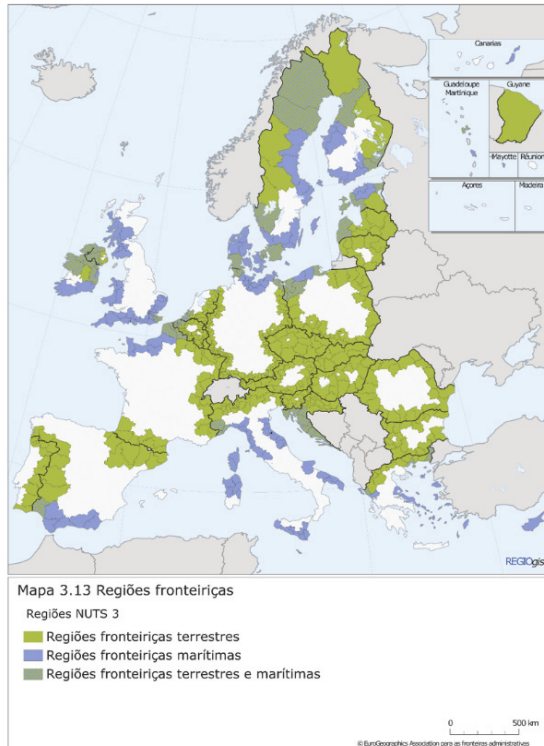 Canarias
Guadeloupe
Martinique
Guyane
Mayotte
Réunion
Açores
Madeira
REGIOgis
Mapa 3.13 Regiões fronteiriças
Regiões NUTS 3
Regiões fronteiriças terrestres
Regiões fronteiriças marítimas
Regiões fronteiriças terrestres e marítimas
0 500 km
© EuroGeographics Association para as fronteiras administrativas